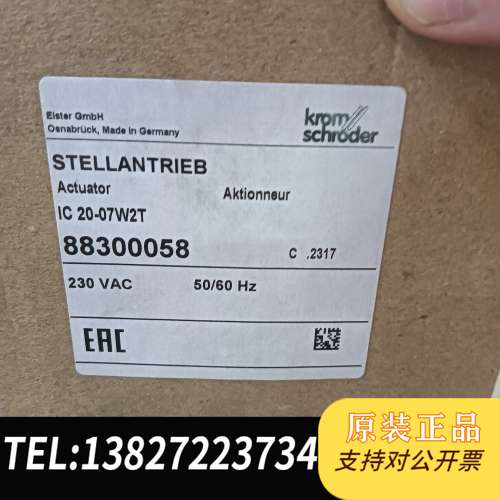 Elster GmbH
Osnabrück, Made in Germany
krom schröder
STELLANTRIEB
Actuator
Aktionneur
IC 20-07W2T
88300058
C .2317
230 VAC 50/60 Hz
EAC
TEL:13827223734
原装正品
支持对公开票